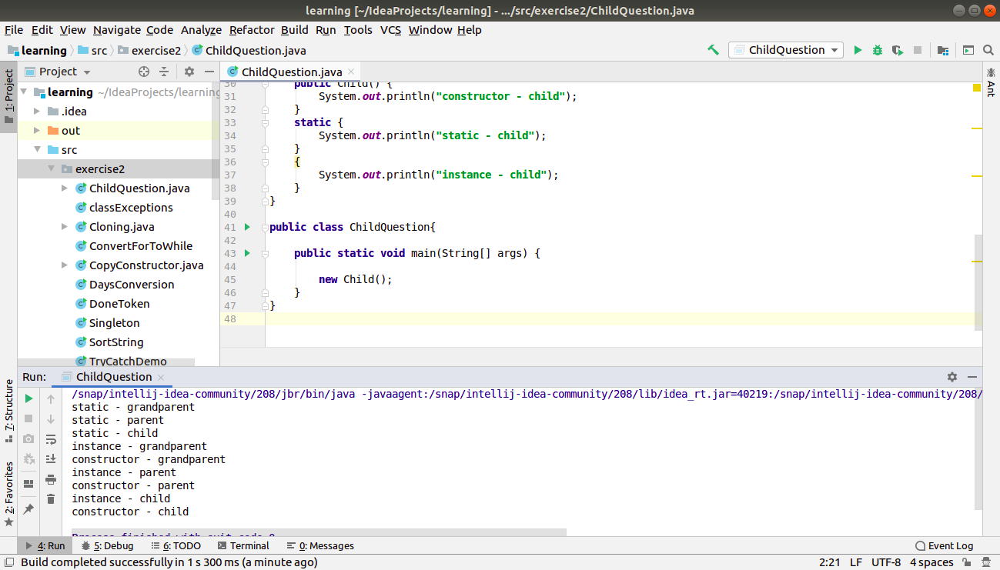 learning [~/IdeaProjects/learning] - .../src/exercise2/ChildQuestion.java
File Edit View Navigate Code Analyze Refactor Build Run Tools VCS Window Help
learning src exercise2 ChildQuestion.java
ChildQuestion
1: Project
Project
learning ~/IdeaProjects/learning
.idea
out
src
exercise2
ChildQuestion.java
classExceptions
Cloning.java
ConvertForToWhile
CopyConstructor.java
DaysConversion
DoneToken
Singleton
SortString
TryCatchDemo
ChildQuestion.java
30 public Child() {
31 System.out.println("constructor - child");
32 }
33 static {
34 System.out.println("static - child");
35 }
36 {
37 System.out.println("instance - child");
38 }
39 }
40
41 public class ChildQuestion{
42
43 public static void main(String[] args) {
44
45 new Child();
46 }
47 }
48
Ant
7: Structure
2: Favorites
Run: ChildQuestion
/snap/intellij-idea-community/208/jbr/bin/java -javaagent:/snap/intellij-idea-community/208/lib/idea_rt.jar=40219:/snap/intellij-idea-community/208/
static - grandparent
static - parent
static - child
instance - grandparent
constructor - grandparent
instance - parent
constructor - parent
instance - child
constructor - child
Process finished with exit code 0
4: Run 5: Debug 6: TODO Terminal 0: Messages Event Log
Build completed successfully in 1 s 300 ms (a minute ago) 2:21 LF UTF-8 4 spaces